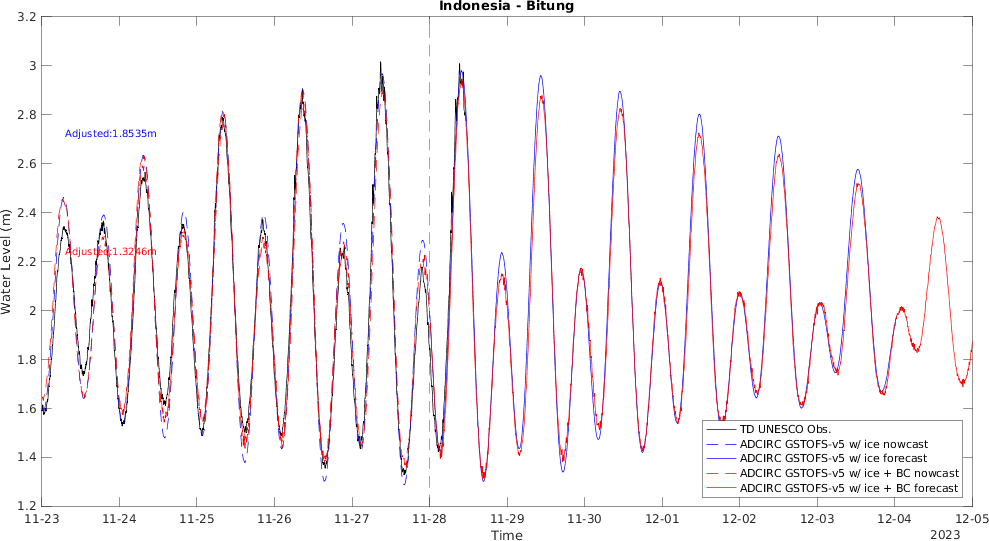 Indonesia - Bitung
3.2
3
2.8
2.6
2.4
2.2
2
1.8
1.6
1.4
1.2
Water Level (m)
Adjusted:1.8535m
Adjusted:1.3246m
TD UNESCO Obs.
ADCIRC GSTOFS-v5 w/ ice nowcast
ADCIRC GSTOFS-v5 w/ ice forecast
ADCIRC GSTOFS-v5 w/ ice + BC nowcast
ADCIRC GSTOFS-v5 w/ ice + BC forecast
11-23 11-24 11-25 11-26 11-27 11-28 11-29 11-30 12-01 12-02 12-03 12-04 12-05
Time
2023